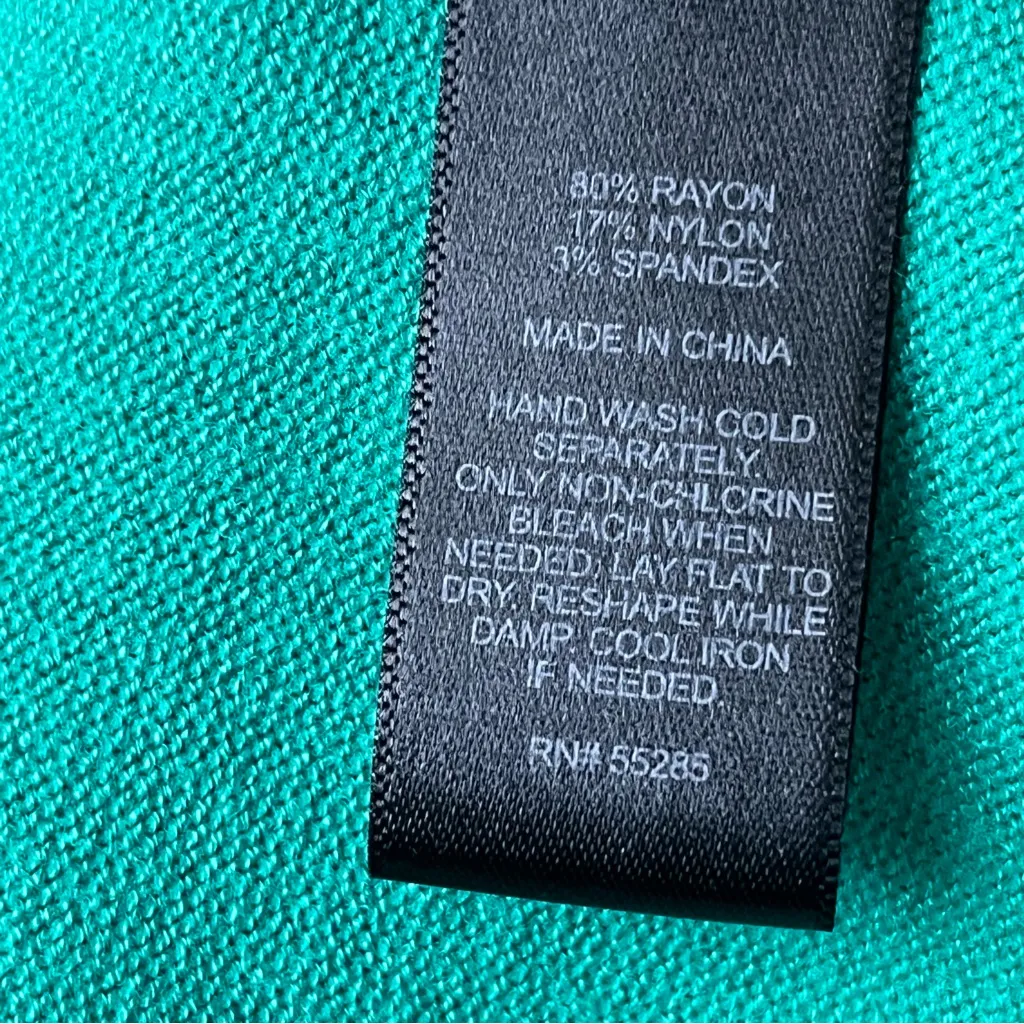 80% RAYON
17% NYLON
3% SPANDEX
MADE IN CHINA
HAND WASH COLD
SEPARATELY.
ONLY NON-CHLORINE
BLEACH WHEN
NEEDED; LAY FLAT TO
DRY. RESHAPE WHILE
DAMP. COOL IRON
IF NEEDED.
RN# 55285